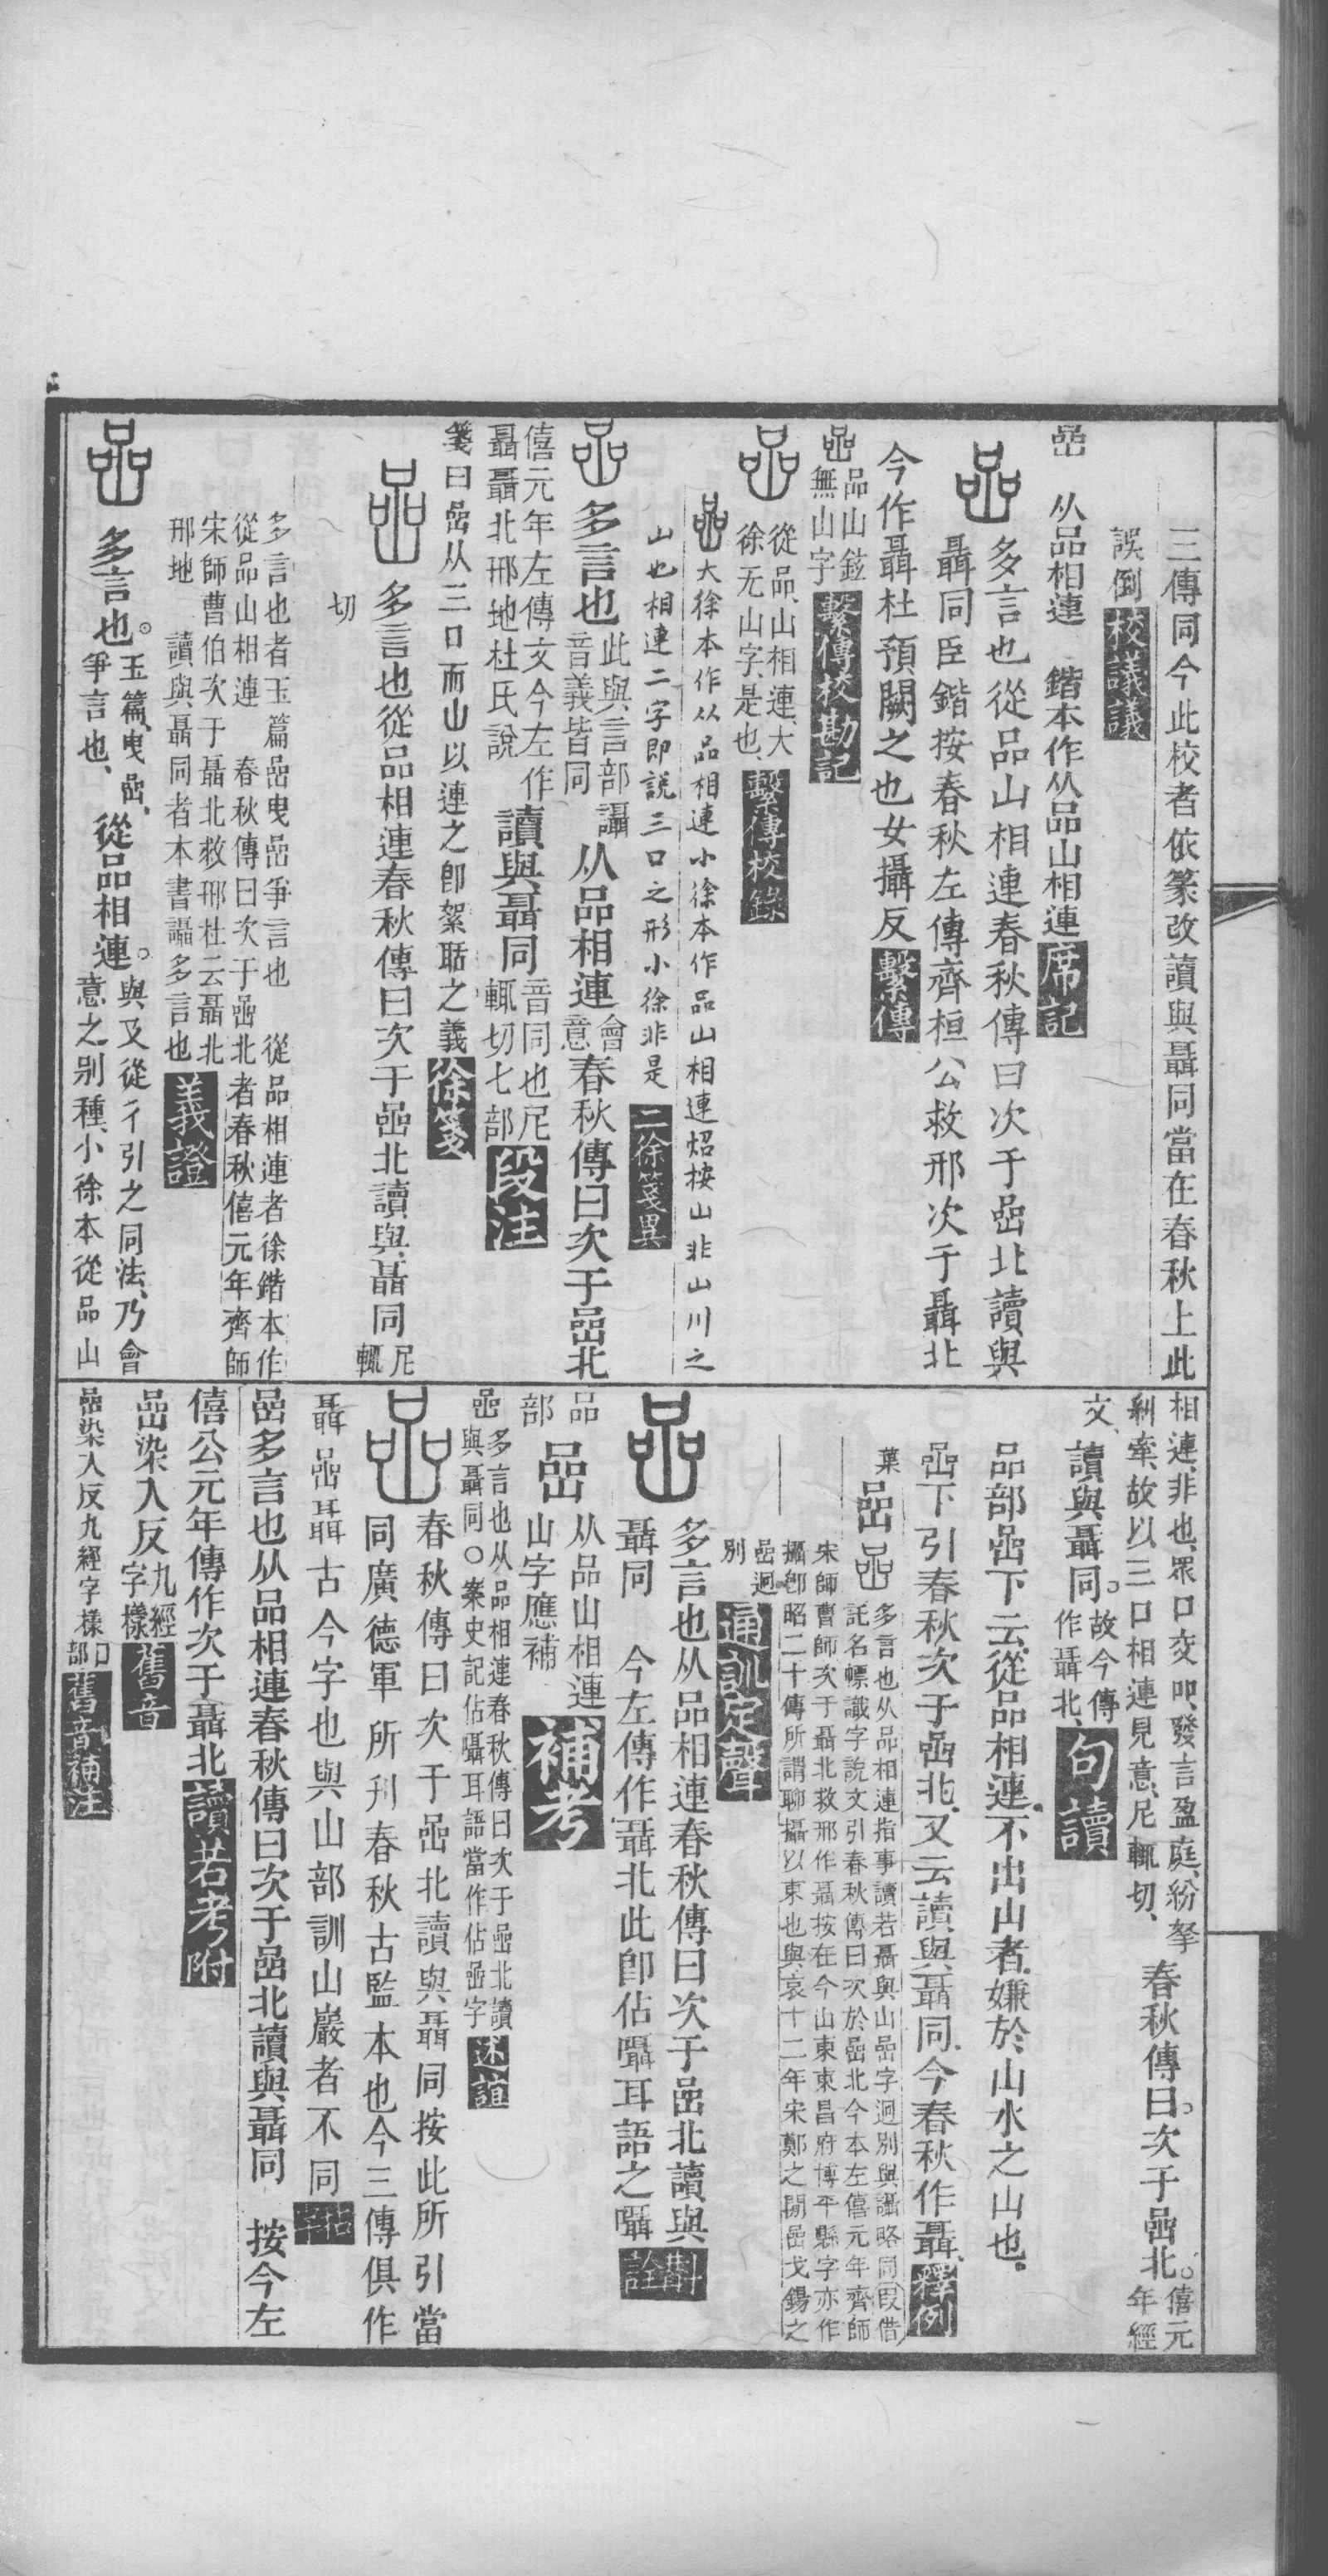 三傳同今此校者依篆改讀與聶同當在春秋上此
誤倒校議議
嵒 从品相連 鍇本作从品山相連席記
嵒 多言也從品山相連春秋傳曰次于嵒北讀與
聶同臣鍇按春秋左傳齊桓公救邢次于聶北
今作聶杜預闕之也女攝反繫傳
嵒品山鉉
無山字繫傳校勘記
嵒 從品、山相連、大
徐无山字、是也、繫傳校錄
嵒大徐本作从品相連小徐本作品山相連炤按山非山川之
山也相連二字即説三口之形小徐非是二徐箋異
嵒 多言也此與言部讘
音義皆同从品相連會
意春秋傳曰次于嵒北
僖元年左傳文今左作
聶聶北邢地杜氏說讀與聶同音同也尼
輒切七部段注
箋曰嵒从三口而山以連之卽絮聒之義徐箋
嵒 多言也從品相連春秋傳曰次于嵒北讀與聶同尼
輒
切
多言也者玉篇嵒曳嵒爭言也 從品相連者徐鍇本作
從品山相連 春秋傳曰次于嵒北者春秋僖元年齊師
宋師曹伯次于聶北救邢杜云聶北
邢地 讀與聶同者本書讘多言也義證
嵒 多言也。玉篇、曳嵒、
爭言也、從品相連。與又從彳引之同法、乃會
意之别種、小徐本從品山
相連、非也、眾口交叩、發言盈庭、紛拏
糾牽、故以三口相連見意、尼輒切、春秋傳曰。次于嵒北。僖元
年經
文、讀與聶同。故今傳
作聶北、句讀
品部嵒下云、從品相連、不出山者、嫌於山水之山也、
嵒下引春秋次于嵒北、又云讀與聶同、今春秋作聶、釋例
葉嵒嵒多言也从品相連指事讀若聶與山嵒字迥别與讘略同叚借
託名幖識字説文引春秋傳曰次於嵒北今本左僖元年齊師
宋師曹師次于聶北救邢作聶按在今山東東昌府博平縣字亦作
攝卽昭二十傳所謂聊攝以東也與哀十二年宋鄭之閒嵒戈鍚之
嵒迥
別通訓定聲
嵒 多言也从品相連春秋傳曰次于嵒北讀與
聶同 今左傳作聶北此卽佔囁耳語之囁斠詮
品
部嵒从品山相連
山字應補補考
嵒多言也从品相連春秋傳曰次于嵒北讀
與聶同○案史記佔囁耳語當作佔嵒字述誼
嵒 春秋傳曰次于嵒北讀與聶同按此所引當
同廣德軍所刋春秋古監本也今三傳俱作
聶嵒聶古今字也與山部訓山巖者不同
嵒多言也从品相連春秋傳曰次于嵒北讀與聶同 按今左
僖公元年傳作次于聶北讀若考附
嵒染入反九經
字樣舊音
嵒染入反九經字樣口
部舊音補注